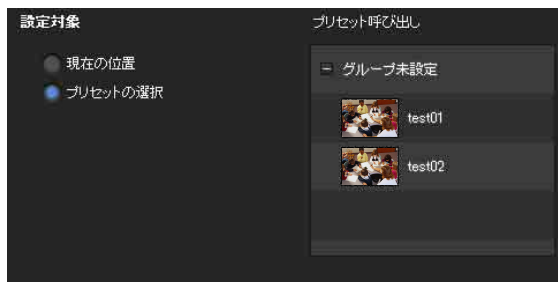 設定対象
現在の位置
プリセットの選択
プリセット呼び出し
グループ未設定
test01
test02